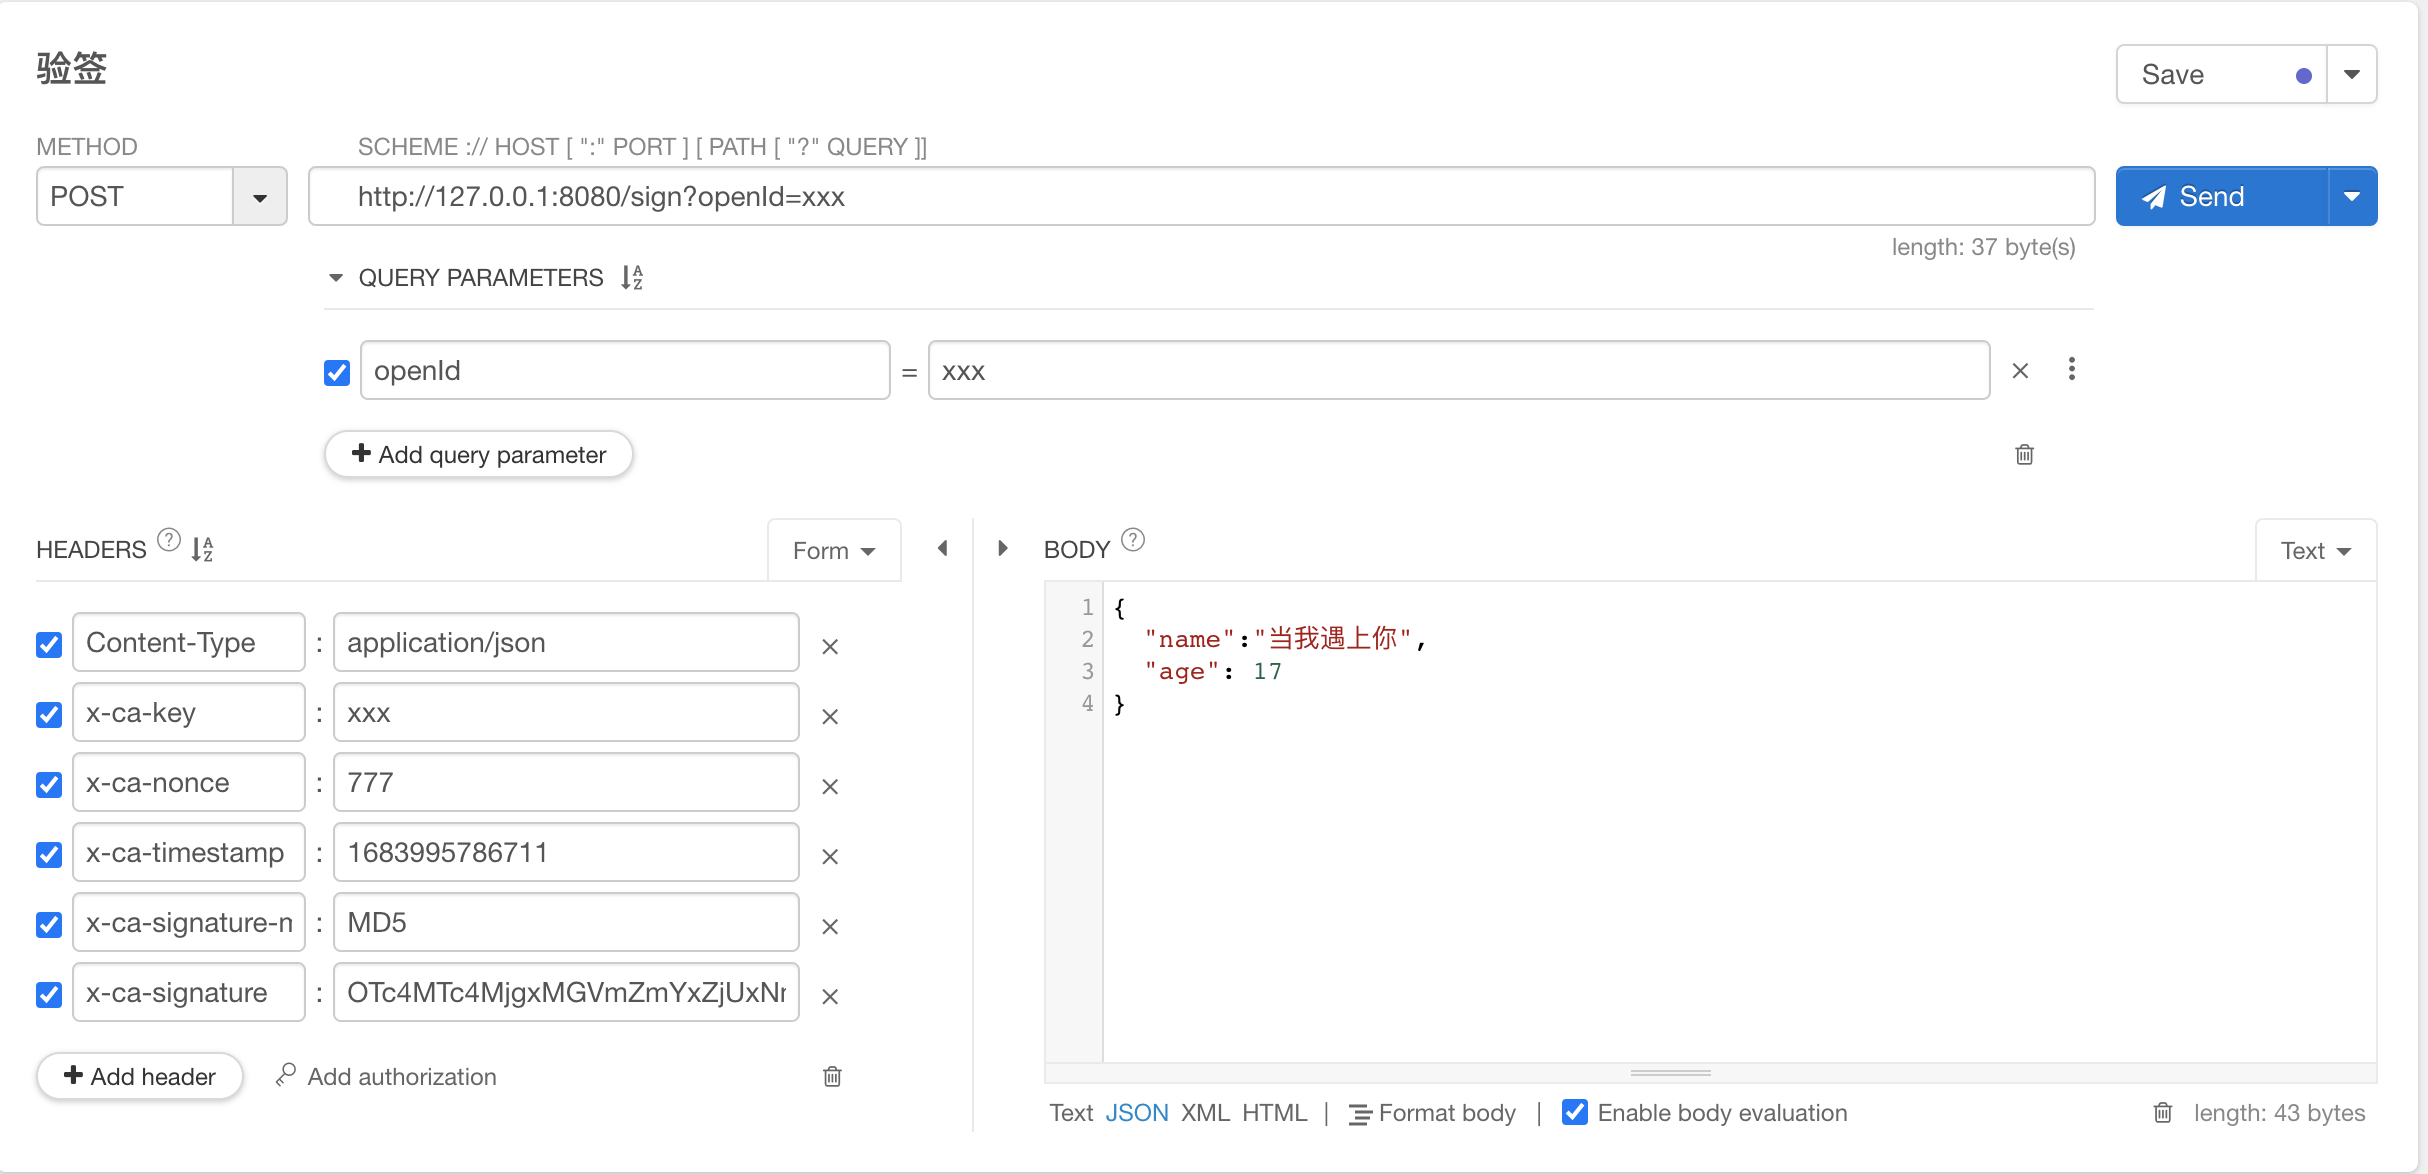 验签
Save
METHOD
SCHEME :// HOST [ ":" PORT ] [ PATH [ "?" QUERY ]]
POST
http://127.0.0.1:8080/sign?openId=xxx
Send
length: 37 byte(s)
QUERY PARAMETERS
openId = xxx
Add query parameter
HEADERS
Form
Content-Type : application/json
x-ca-key : xxx
x-ca-nonce : 777
x-ca-timestamp : 1683995786711
x-ca-signature-m : MD5
x-ca-signature : OTc4MTc4MjgxMGVmZmYxZjUxNm
Add header
Add authorization
BODY
Text
1 {
2 "name":"当我遇上你",
3 "age": 17
4 }
Text JSON XML HTML | Format body | Enable body evaluation
length: 43 bytes